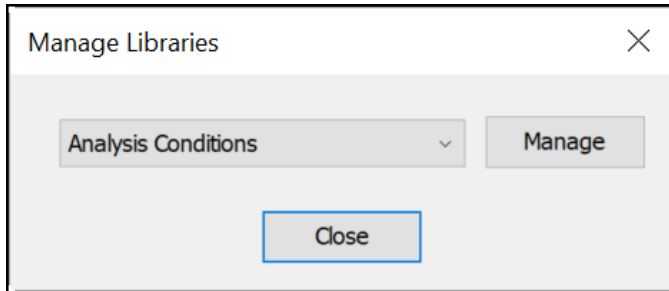 Manage Libraries
Analysis Conditions
Manage
Close